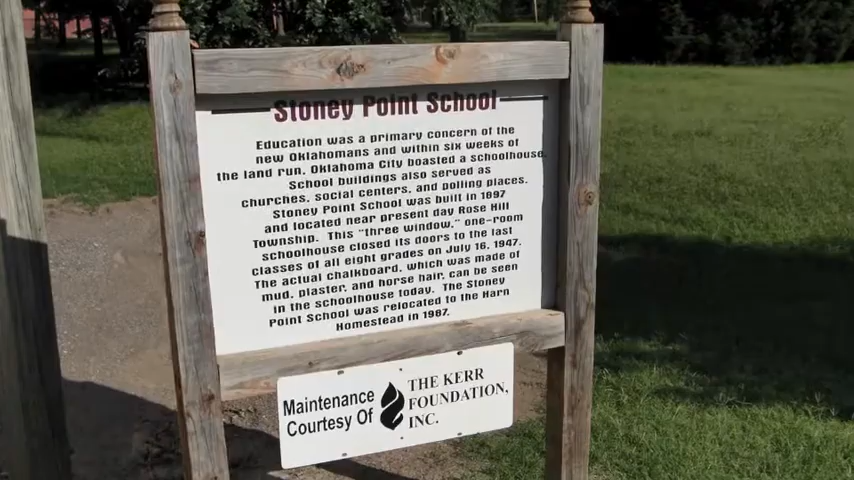 Stoney Point School
Education was a primary concern of the
new Oklahomans and within six weeks of
the land run, Oklahoma City boasted a schoolhouse.
School buildings also served as
churches, social centers, and polling places.
Stoney Point School was built in 1897
and located near present day Rose Hill
Township. This "three window," one-room
schoolhouse closed its doors to the last
classes of all eight grades on July 16, 1947.
The actual chalkboard, which was made of
mud, plaster, and horse hair, can be seen
in the schoolhouse today. The Stoney
Point School was relocated to the Harn
Homestead in 1987.
Maintenance
Courtesy Of
THE KERR
FOUNDATION,
INC.